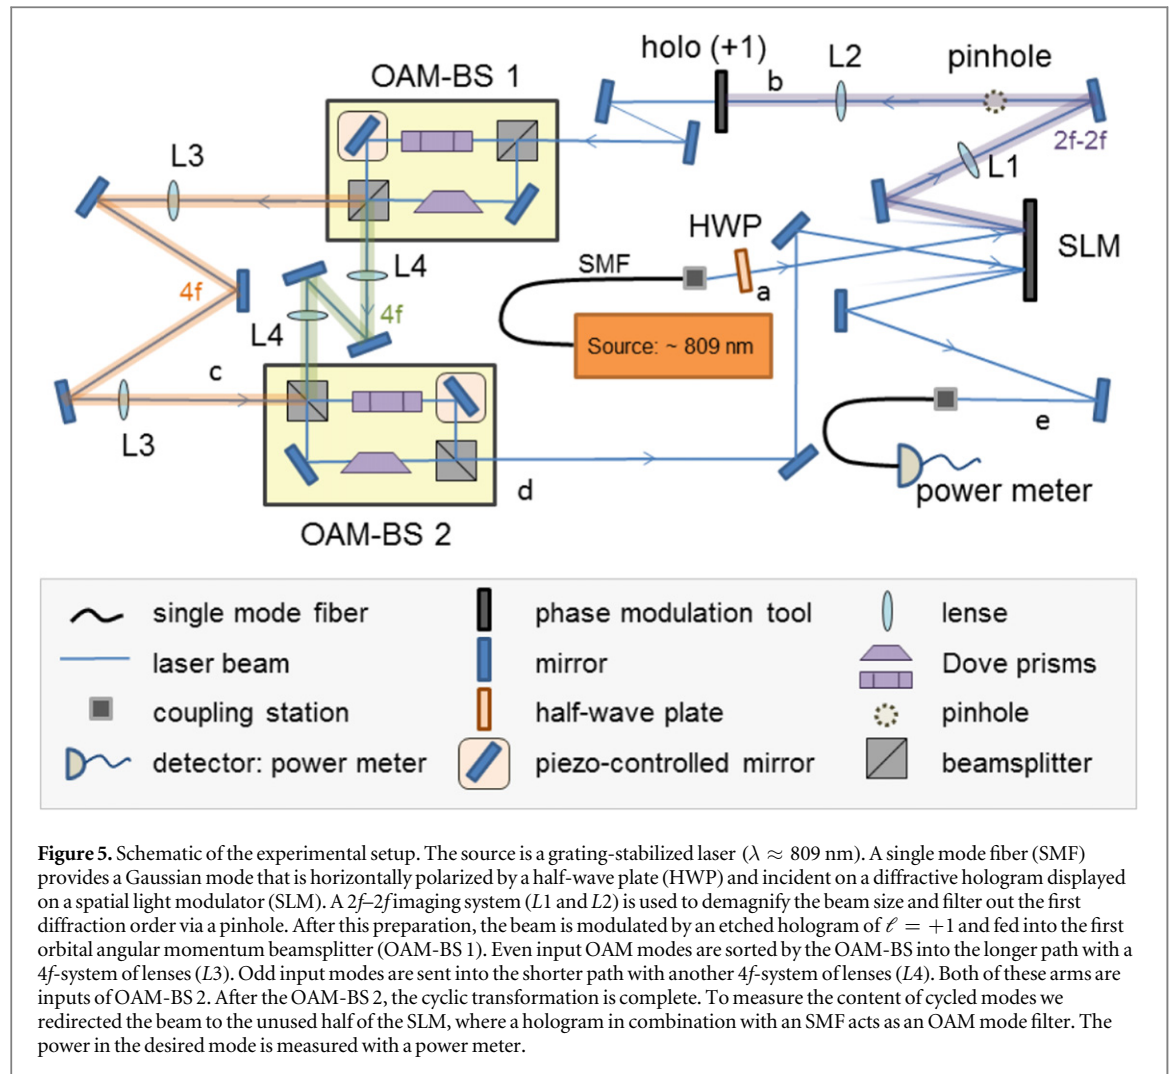 holo (+1)
L2
pinhole
b
OAM-BS 1
2f-2f
L1
L3
HWP
SLM
SMF
L4
a
4f
4f
L4
Source: ~ 809 nm
c
e
L3
d
power meter
OAM-BS 2
single mode fiber
phase modulation tool
lense
laser beam
mirror
Dove prisms
coupling station
half-wave plate
pinhole
detector: power meter
piezo-controlled mirror
beamsplitter
Figure 5. Schematic of the experimental setup. The source is a grating-stabilized laser (λ ≈ 809 nm). A single mode fiber (SMF)
provides a Gaussian mode that is horizontally polarized by a half-wave plate (HWP) and incident on a diffractive hologram displayed
on a spatial light modulator (SLM). A 2f–2f imaging system (L1 and L2) is used to demagnify the beam size and filter out the first
diffraction order via a pinhole. After this preparation, the beam is modulated by an etched hologram of ℓ = +1 and fed into the first
orbital angular momentum beamsplitter (OAM-BS 1). Even input OAM modes are sorted by the OAM-BS into the longer path with a
4f-system of lenses (L3). Odd input modes are sent into the shorter path with another 4f-system of lenses (L4). Both of these arms are
inputs of OAM-BS 2. After the OAM-BS 2, the cyclic transformation is complete. To measure the content of cycled modes we
redirected the beam to the unused half of the SLM, where a hologram in combination with an SMF acts as an OAM mode filter. The
power in the desired mode is measured with a power meter.